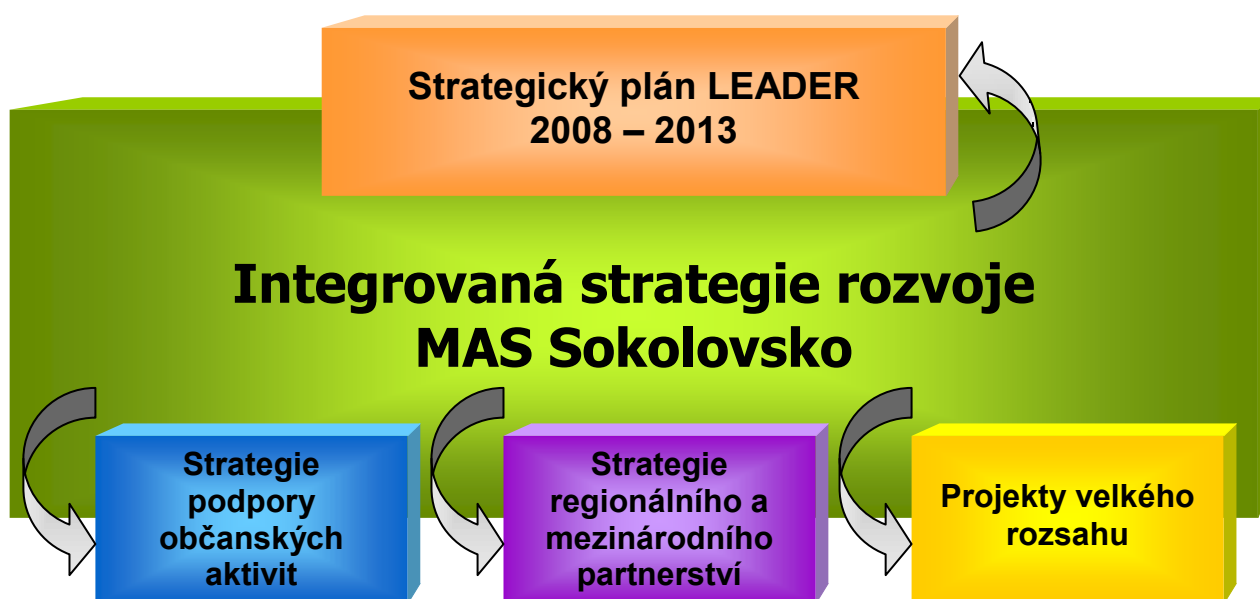 Strategický plán LEADER
2008 – 2013
Integrovaná strategie rozvoje
MAS Sokolovsko
Strategie
podpory
občanských
aktivit
Strategie
regionálního a
mezinárodního
partnerství
Projekty velkého
rozsahu